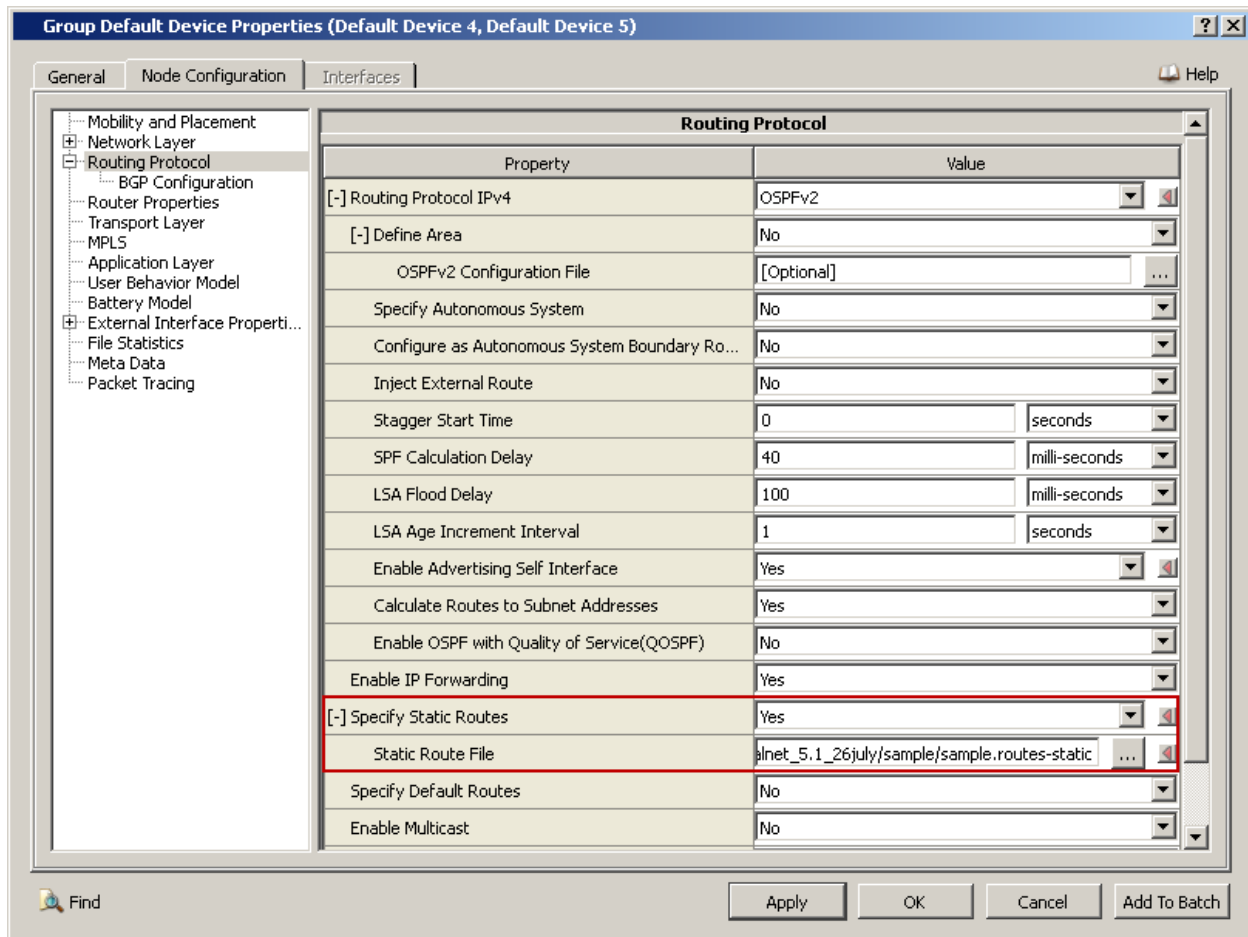 Group Default Device Properties (Default Device 4, Default Device 5)
General Node Configuration Interfaces Help
Mobility and Placement
Network Layer
Routing Protocol
BGP Configuration
Router Properties
Transport Layer
MPLS
Application Layer
User Behavior Model
Battery Model
External Interface Properti...
File Statistics
Meta Data
Packet Tracing
Routing Protocol
Property Value
[-] Routing Protocol IPv4 OSPFv2
[-] Define Area No
OSPFv2 Configuration File [Optional] ...
Specify Autonomous System No
Configure as Autonomous System Boundary Ro... No
Inject External Route No
Stagger Start Time 0 seconds
SPF Calculation Delay 40 milli-seconds
LSA Flood Delay 100 milli-seconds
LSA Age Increment Interval 1 seconds
Enable Advertising Self Interface Yes
Calculate Routes to Subnet Addresses Yes
Enable OSPF with Quality of Service(QOSPF) No
Enable IP Forwarding Yes
[-] Specify Static Routes Yes
Static Route File alnet_5.1_26july/sample/sample.routes-static ...
Specify Default Routes No
Enable Multicast No
Find Apply OK Cancel Add To Batch